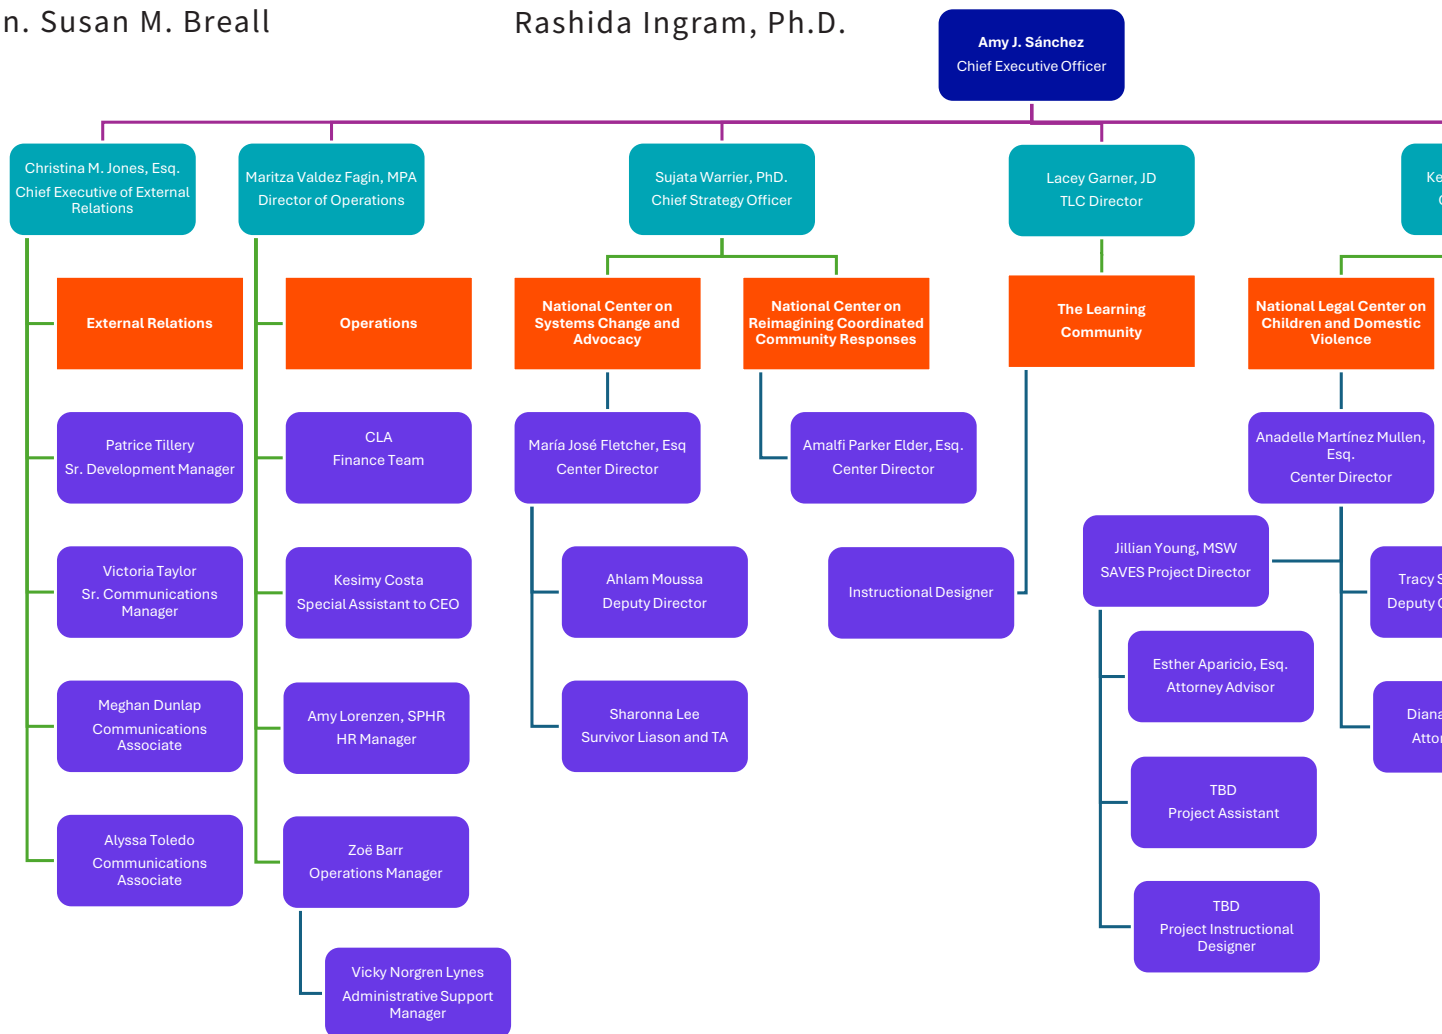 n. Susan M. Breall
Rashida Ingram, Ph.D.
Amy J. Sánchez
Chief Executive Officer
Christina M. Jones, Esq.
Chief Executive of External
Relations
Maritza Valdez Fagin, MPA
Director of Operations
Sujata Warrier, PhD.
Chief Strategy Officer
Lacey Garner, JD
TLC Director
Ke
External Relations
Operations
National Center on
Systems Change and
Advocacy
National Center on
Reimagining Coordinated
Community Responses
The Learning
Community
National Legal Center on
Children and Domestic
Violence
Patrice Tillery
Sr. Development Manager
CLA
Finance Team
María José Fletcher, Esq
Center Director
Amalfi Parker Elder, Esq.
Center Director
Anadelle Martínez Mullen,
Esq.
Center Director
Victoria Taylor
Sr. Communications
Manager
Kesimy Costa
Special Assistant to CEO
Ahlam Moussa
Deputy Director
Instructional Designer
Jillian Young, MSW
SAVES Project Director
Tracy S
Deputy C
Meghan Dunlap
Communications
Associate
Amy Lorenzen, SPHR
HR Manager
Sharonna Lee
Survivor Liason and TA
Esther Aparicio, Esq.
Attorney Advisor
Diana
Attor
Alyssa Toledo
Communications
Associate
Zoë Barr
Operations Manager
TBD
Project Assistant
TBD
Project Instructional
Designer
Vicky Norgren Lynes
Administrative Support
Manager